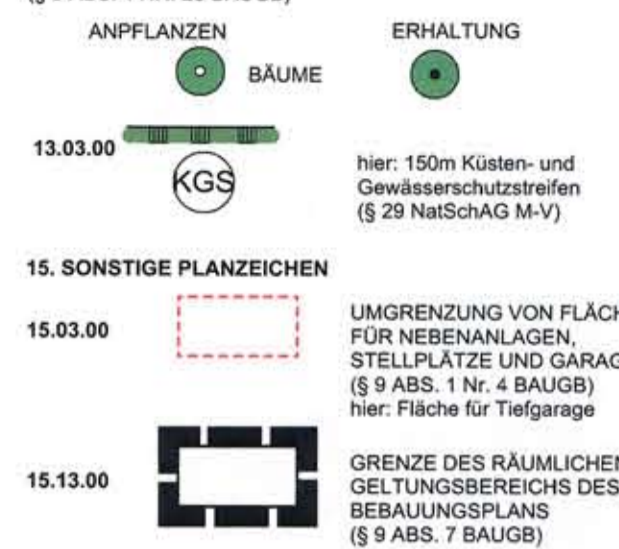 ANPFLANZEN ERHALTUNG
BÄUME
13.03.00
KGS
hier: 150m Küsten- und
Gewässerschutzstreifen
(§ 29 NatSchAG M-V)
15. SONSTIGE PLANZEICHEN
15.03.00
UMGRENZUNG VON FLÄCH
FÜR NEBENANLAGEN,
STELLPLÄTZE UND GARAG
(§ 9 ABS. 1 Nr. 4 BAUGB)
hier: Fläche für Tiefgarage
15.13.00
GRENZE DES RÄUMLICHEN
GELTUNGSBEREICHS DES
BEBAUUNGSPLANS
(§ 9 ABS. 7 BAUGB)